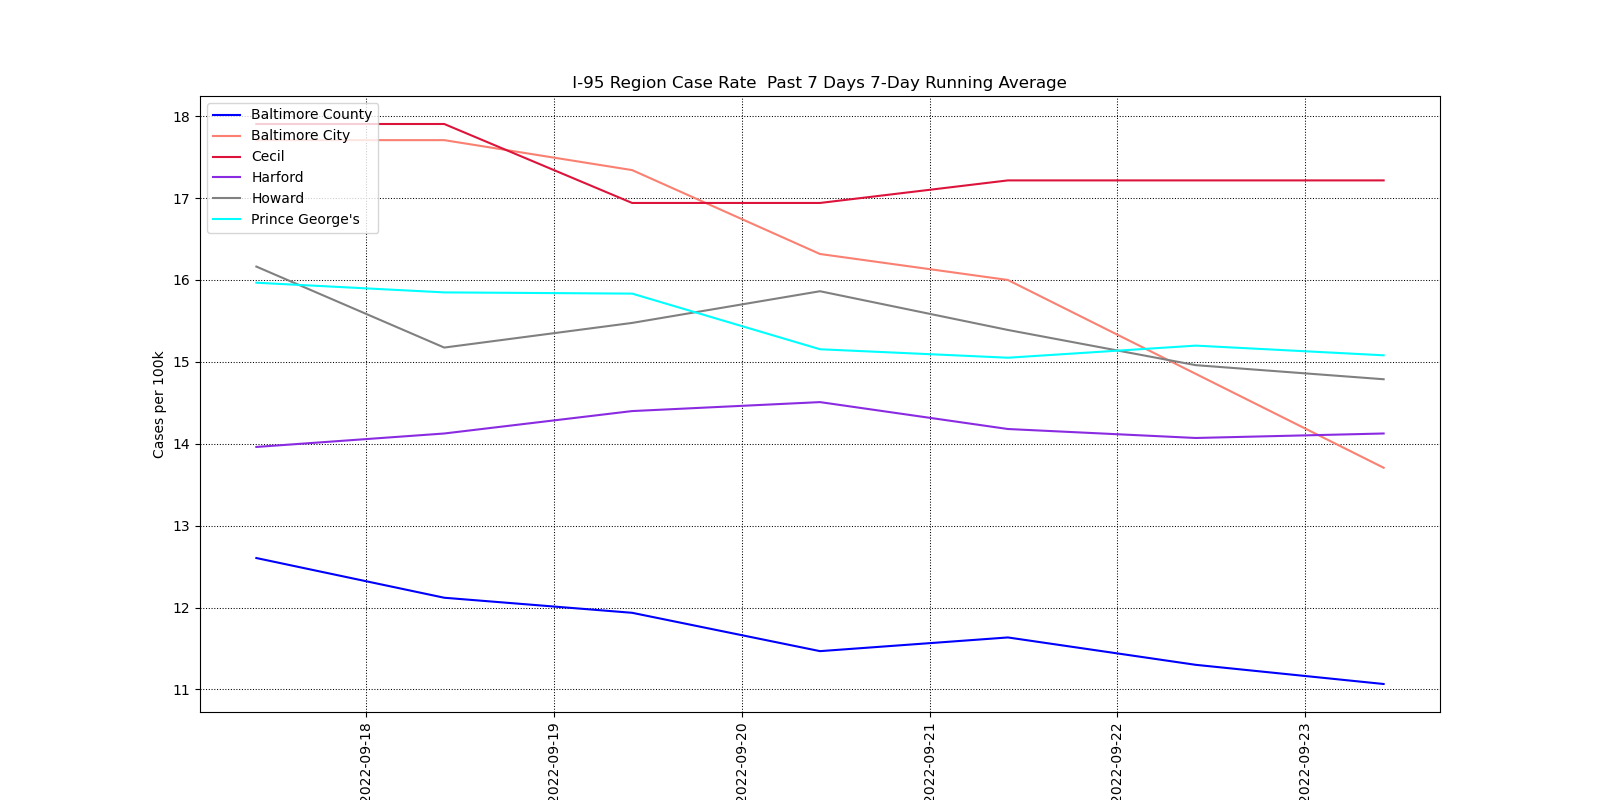 I-95 Region Case Rate  Past 7 Days 7-Day Running Average
Baltimore County
Baltimore City
Cecil
Harford
Howard
Prince George's
Cases per 100k
18
17
16
15
14
13
12
11
2022-09-18
2022-09-19
2022-09-20
2022-09-21
2022-09-22
2022-09-23